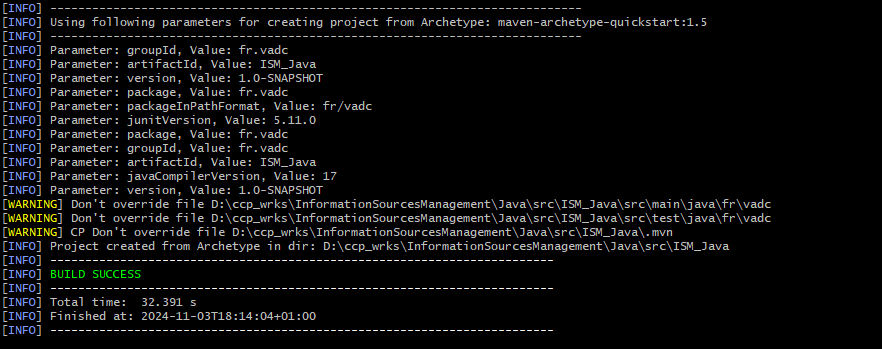 [INFO] ----------------------------------------------------------------------------
[INFO] Using following parameters for creating project from Archetype: maven-archetype-quickstart:1.5
[INFO] ----------------------------------------------------------------------------
[INFO] Parameter: groupId, Value: fr.vadc
[INFO] Parameter: artifactId, Value: ISM_Java
[INFO] Parameter: version, Value: 1.0-SNAPSHOT
[INFO] Parameter: package, Value: fr.vadc
[INFO] Parameter: packageInPathFormat, Value: fr/vadc
[INFO] Parameter: junitVersion, Value: 5.11.0
[INFO] Parameter: package, Value: fr.vadc
[INFO] Parameter: groupId, Value: fr.vadc
[INFO] Parameter: artifactId, Value: ISM_Java
[INFO] Parameter: javaCompilerVersion, Value: 17
[INFO] Parameter: version, Value: 1.0-SNAPSHOT
[WARNING] Don't override file D:\ccp_wrks\InformationSourcesManagement\Java\src\ISM_Java\src\main\java\fr\vadc
[WARNING] Don't override file D:\ccp_wrks\InformationSourcesManagement\Java\src\ISM_Java\src\test\java\fr\vadc
[WARNING] CP Don't override file D:\ccp_wrks\InformationSourcesManagement\Java\src\ISM_Java\.mvn
[INFO] Project created from Archetype in dir: D:\ccp_wrks\InformationSourcesManagement\Java\src\ISM_Java
[INFO] ------------------------------------------------------------------------
[INFO] BUILD SUCCESS
[INFO] ------------------------------------------------------------------------
[INFO] Total time:  32.391 s
[INFO] Finished at: 2024-11-03T18:14:04+01:00
[INFO] ------------------------------------------------------------------------